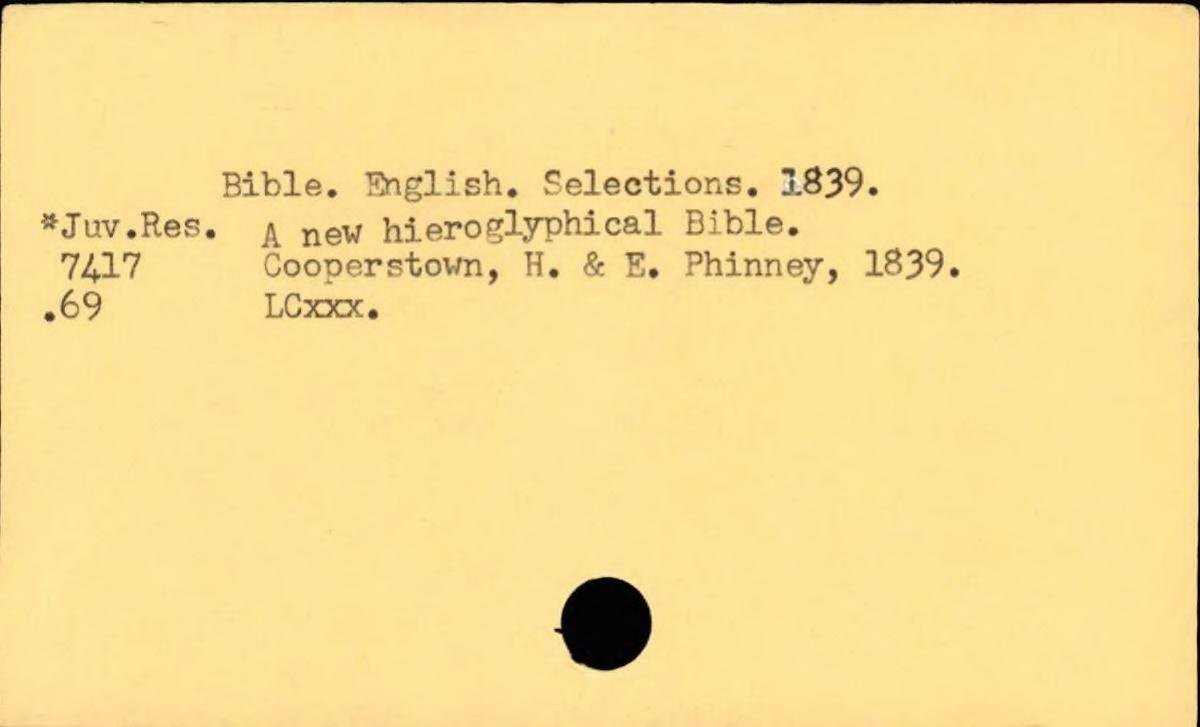 Bible. English. Selections. 1839.
*Juv.Res. A new hieroglyphical Bible.
7417 Cooperstown, H. & E. Phinney, 1839.
.69 LCxxx.